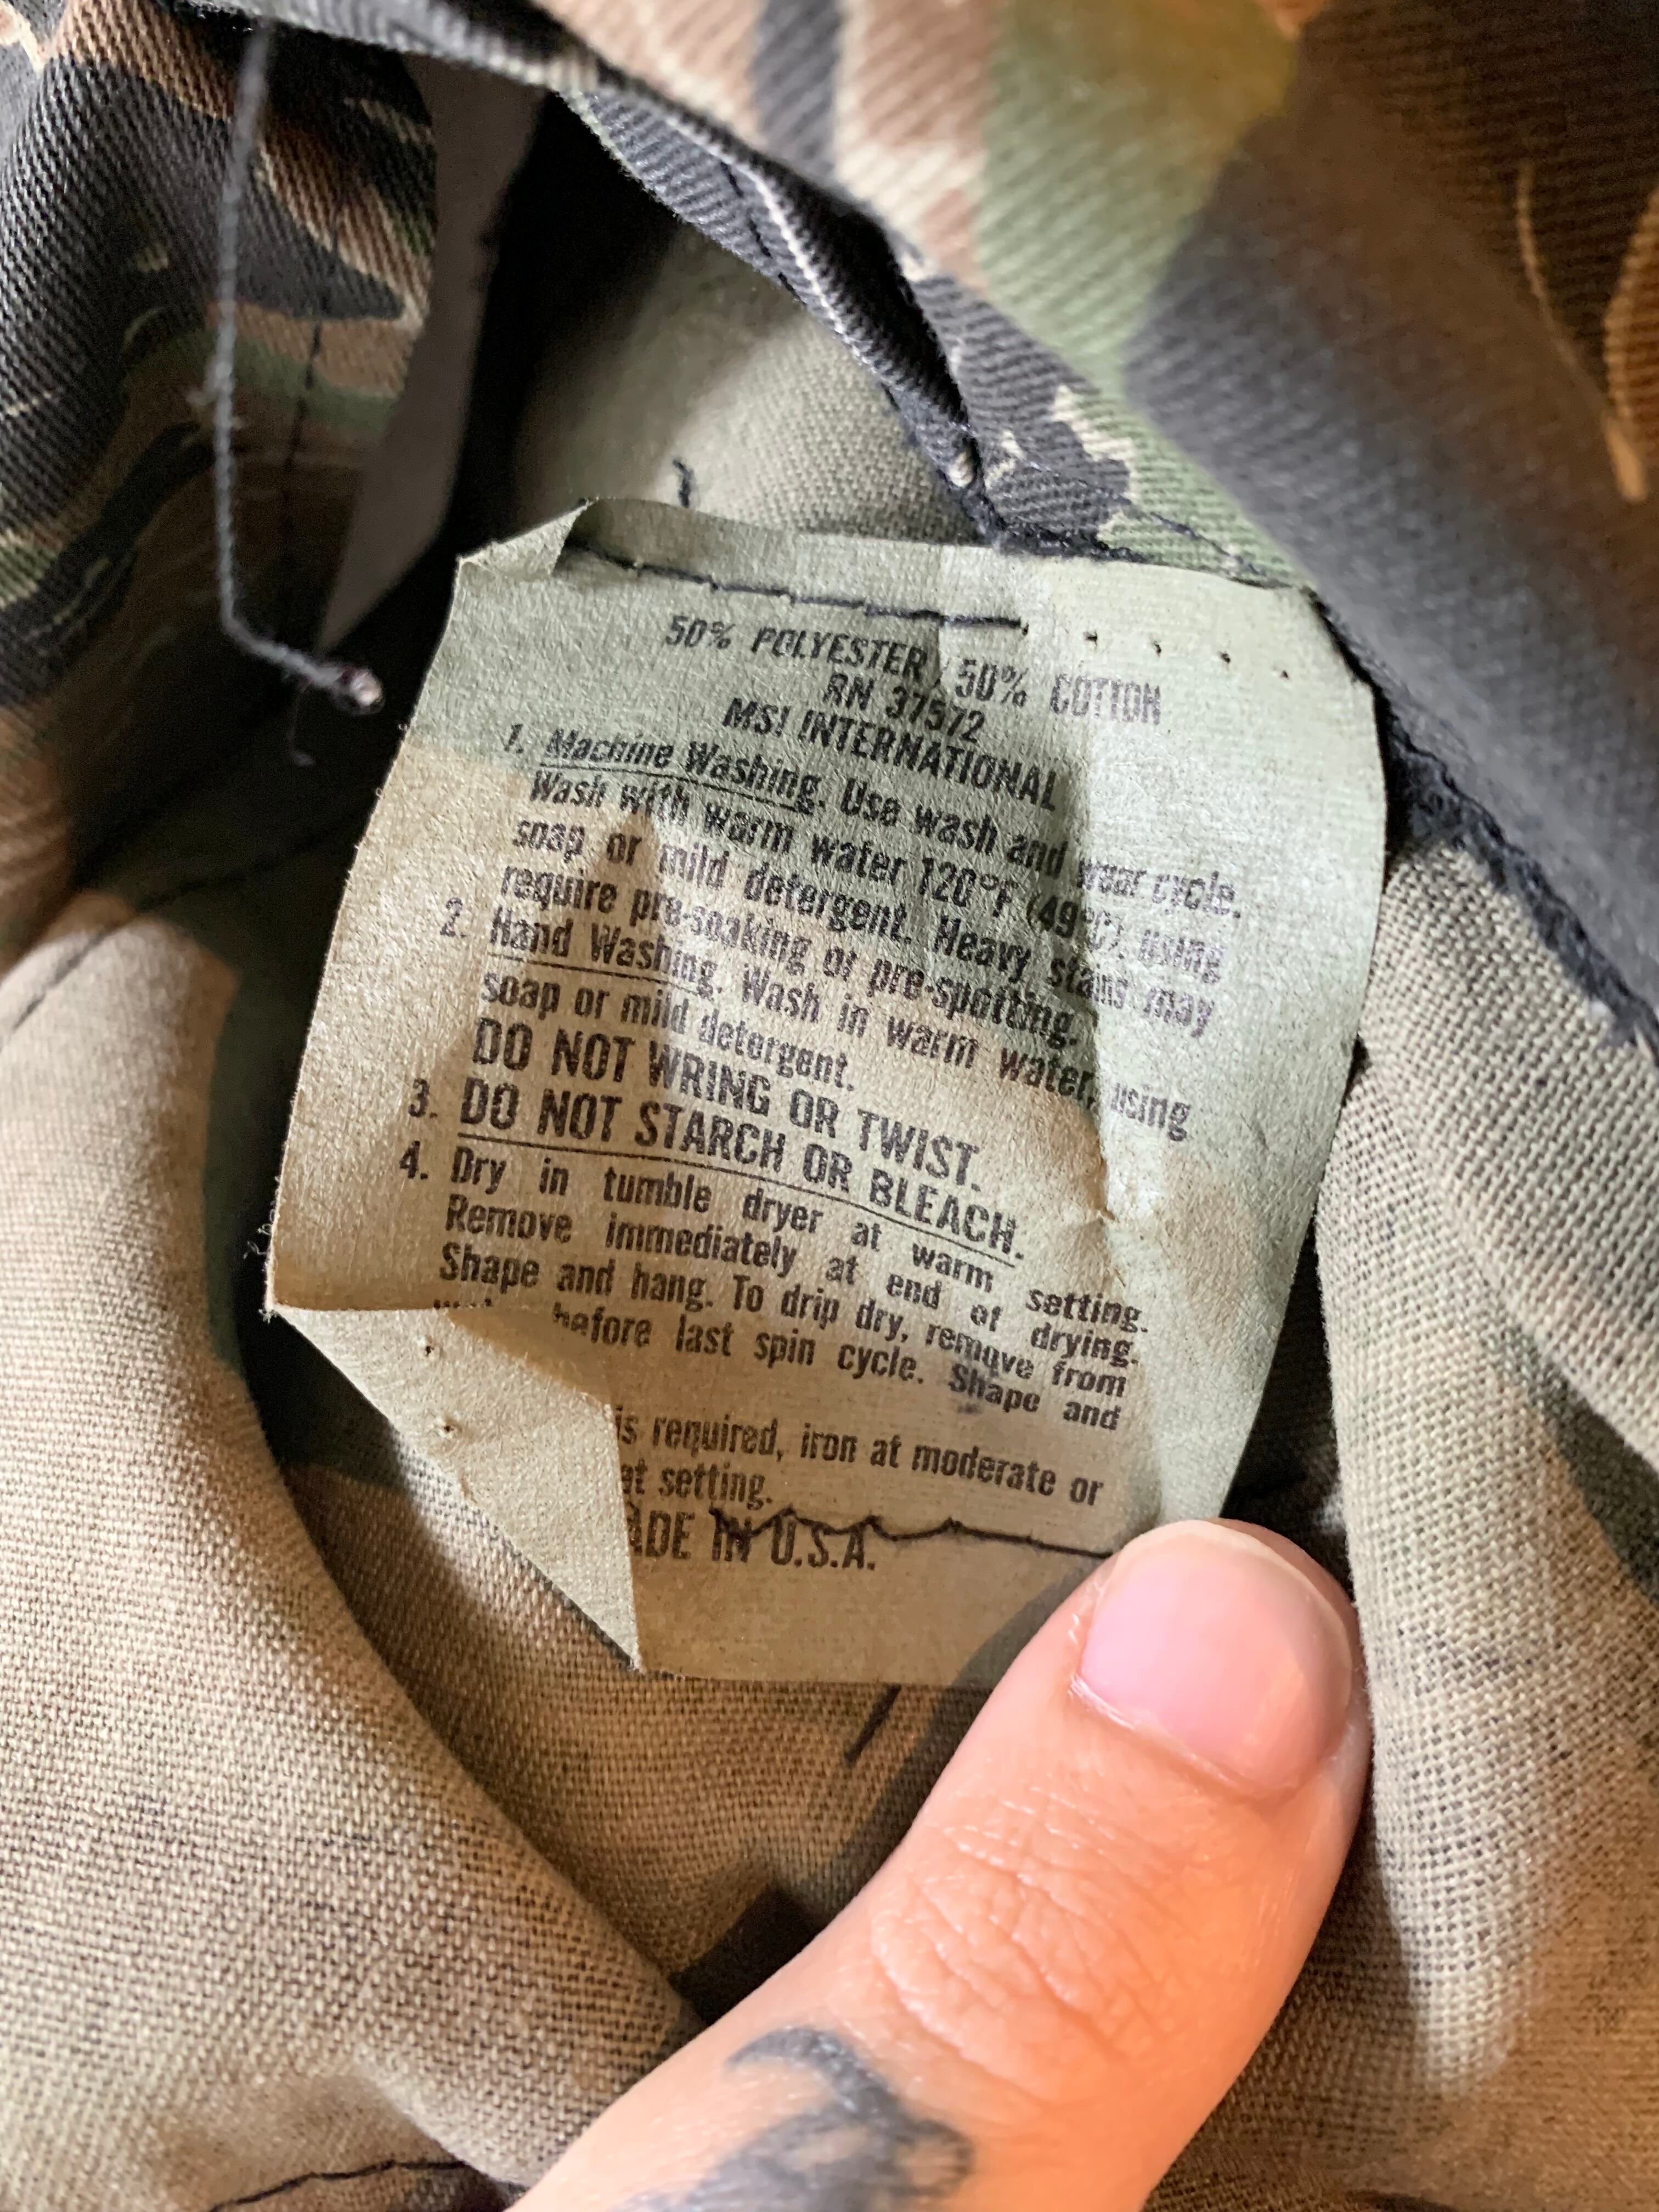 50% POLYESTER / 50% COTTON
RN 37572
MSI INTERNATIONAL
1. Machine Washing. Use wash and wear cycle.
Wash with warm water 120°F (49°C), using
soap or mild detergent. Heavy stains may
require pre-soaking or pre-spotting.
2. Hand Washing. Wash in warm water, using
soap or mild detergent.
DO NOT WRING OR TWIST.
3. DO NOT STARCH OR BLEACH.
4. Dry in tumble dryer at warm setting.
Remove immediately at end of drying.
Shape and hang. To drip dry, remove from
before last spin cycle. Shape and
is required, iron at moderate or
setting.
ADE IN U.S.A.